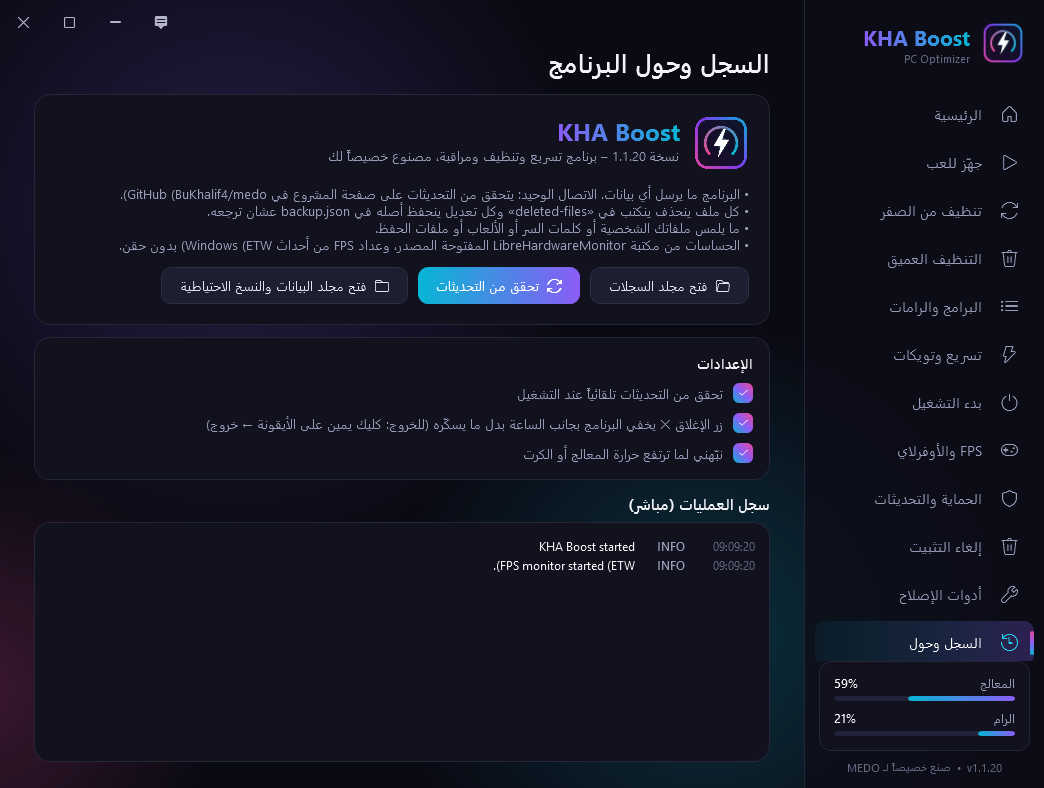 KHA Boost
PC Optimizer
الرئيسية
جهّز للعب
تنظيف من الصفر
التنظيف العميق
البرامج والرامات
تسريع وتويكات
بدء التشغيل
FPS والأوفرلاي
الحماية والتحديثات
إلغاء التثبيت
أدوات الإصلاح
السجل وحول
المعالج 59%
الرام 21%
v1.1.20 • صنع خصيصاً لـ MEDO
السجل وحول البرنامج
KHA Boost
نسخة 1.1.20 – برنامج تسريع وتنظيف ومراقبة، مصنوع خصيصاً لك
• البرنامج ما يرسل أي بيانات. الاتصال الوحيد: يتحقق من التحديثات على صفحة المشروع في GitHub (BuKhalif4/medo).
• كل ملف ينحذف ينكتب في «deleted-files» وكل تعديل ينحفظ أصله في backup.json عشان ترجعه.
• ما يلمس ملفاتك الشخصية أو كلمات السر أو الألعاب أو ملفات الحفظ.
• الحساسات من مكتبة LibreHardwareMonitor المفتوحة المصدر، وعداد FPS من أحداث Windows (ETW) بدون حقن.
فتح مجلد السجلات
تحقق من التحديثات
فتح مجلد البيانات والنسخ الاحتياطية
الإعدادات
تحقق من التحديثات تلقائياً عند التشغيل
زر الإغلاق ✕ يخفي البرنامج بجانب الساعة بدل ما يسكّره (للخروج: كليك يمين على الأيقونة ← خروج)
نبّهني لما ترتفع حرارة المعالج أو الكرت
سجل العمليات (مباشر)
09:09:20 INFO KHA Boost started
09:09:20 INFO FPS monitor started (ETW).